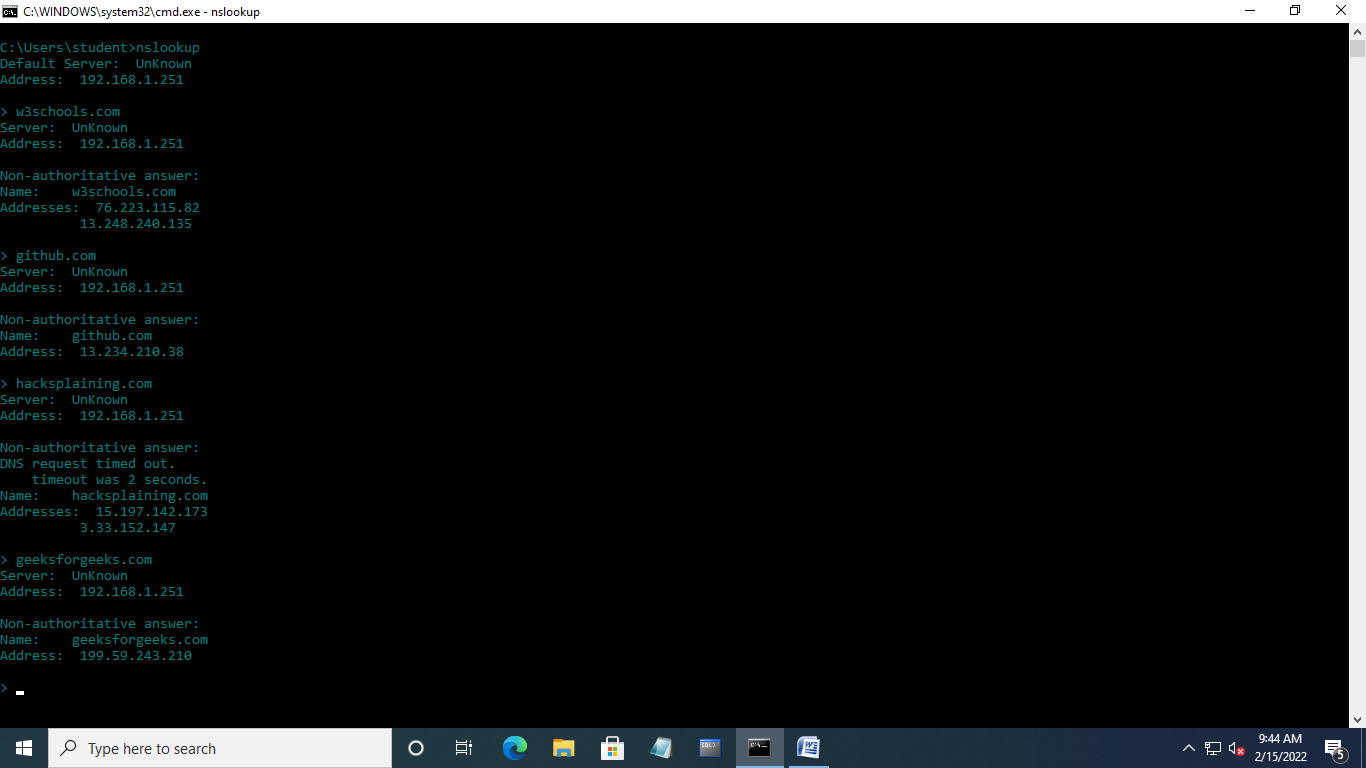 C:\WINDOWS\system32\cmd.exe - nslookup
C:\Users\student>nslookup
Default Server:  UnKnown
Address:  192.168.1.251
> w3schools.com
Server:  UnKnown
Address:  192.168.1.251
Non-authoritative answer:
Name:    w3schools.com
Addresses:  76.223.115.82
          13.248.240.135
> github.com
Server:  UnKnown
Address:  192.168.1.251
Non-authoritative answer:
Name:    github.com
Address:  13.234.210.38
> hacksplaining.com
Server:  UnKnown
Address:  192.168.1.251
Non-authoritative answer:
DNS request timed out.
    timeout was 2 seconds.
Name:    hacksplaining.com
Addresses:  15.197.142.173
          3.33.152.147
> geeksforgeeks.com
Server:  UnKnown
Address:  192.168.1.251
Non-authoritative answer:
Name:    geeksforgeeks.com
Address:  199.59.243.210
>
Type here to search
9:44 AM
2/15/2022
5